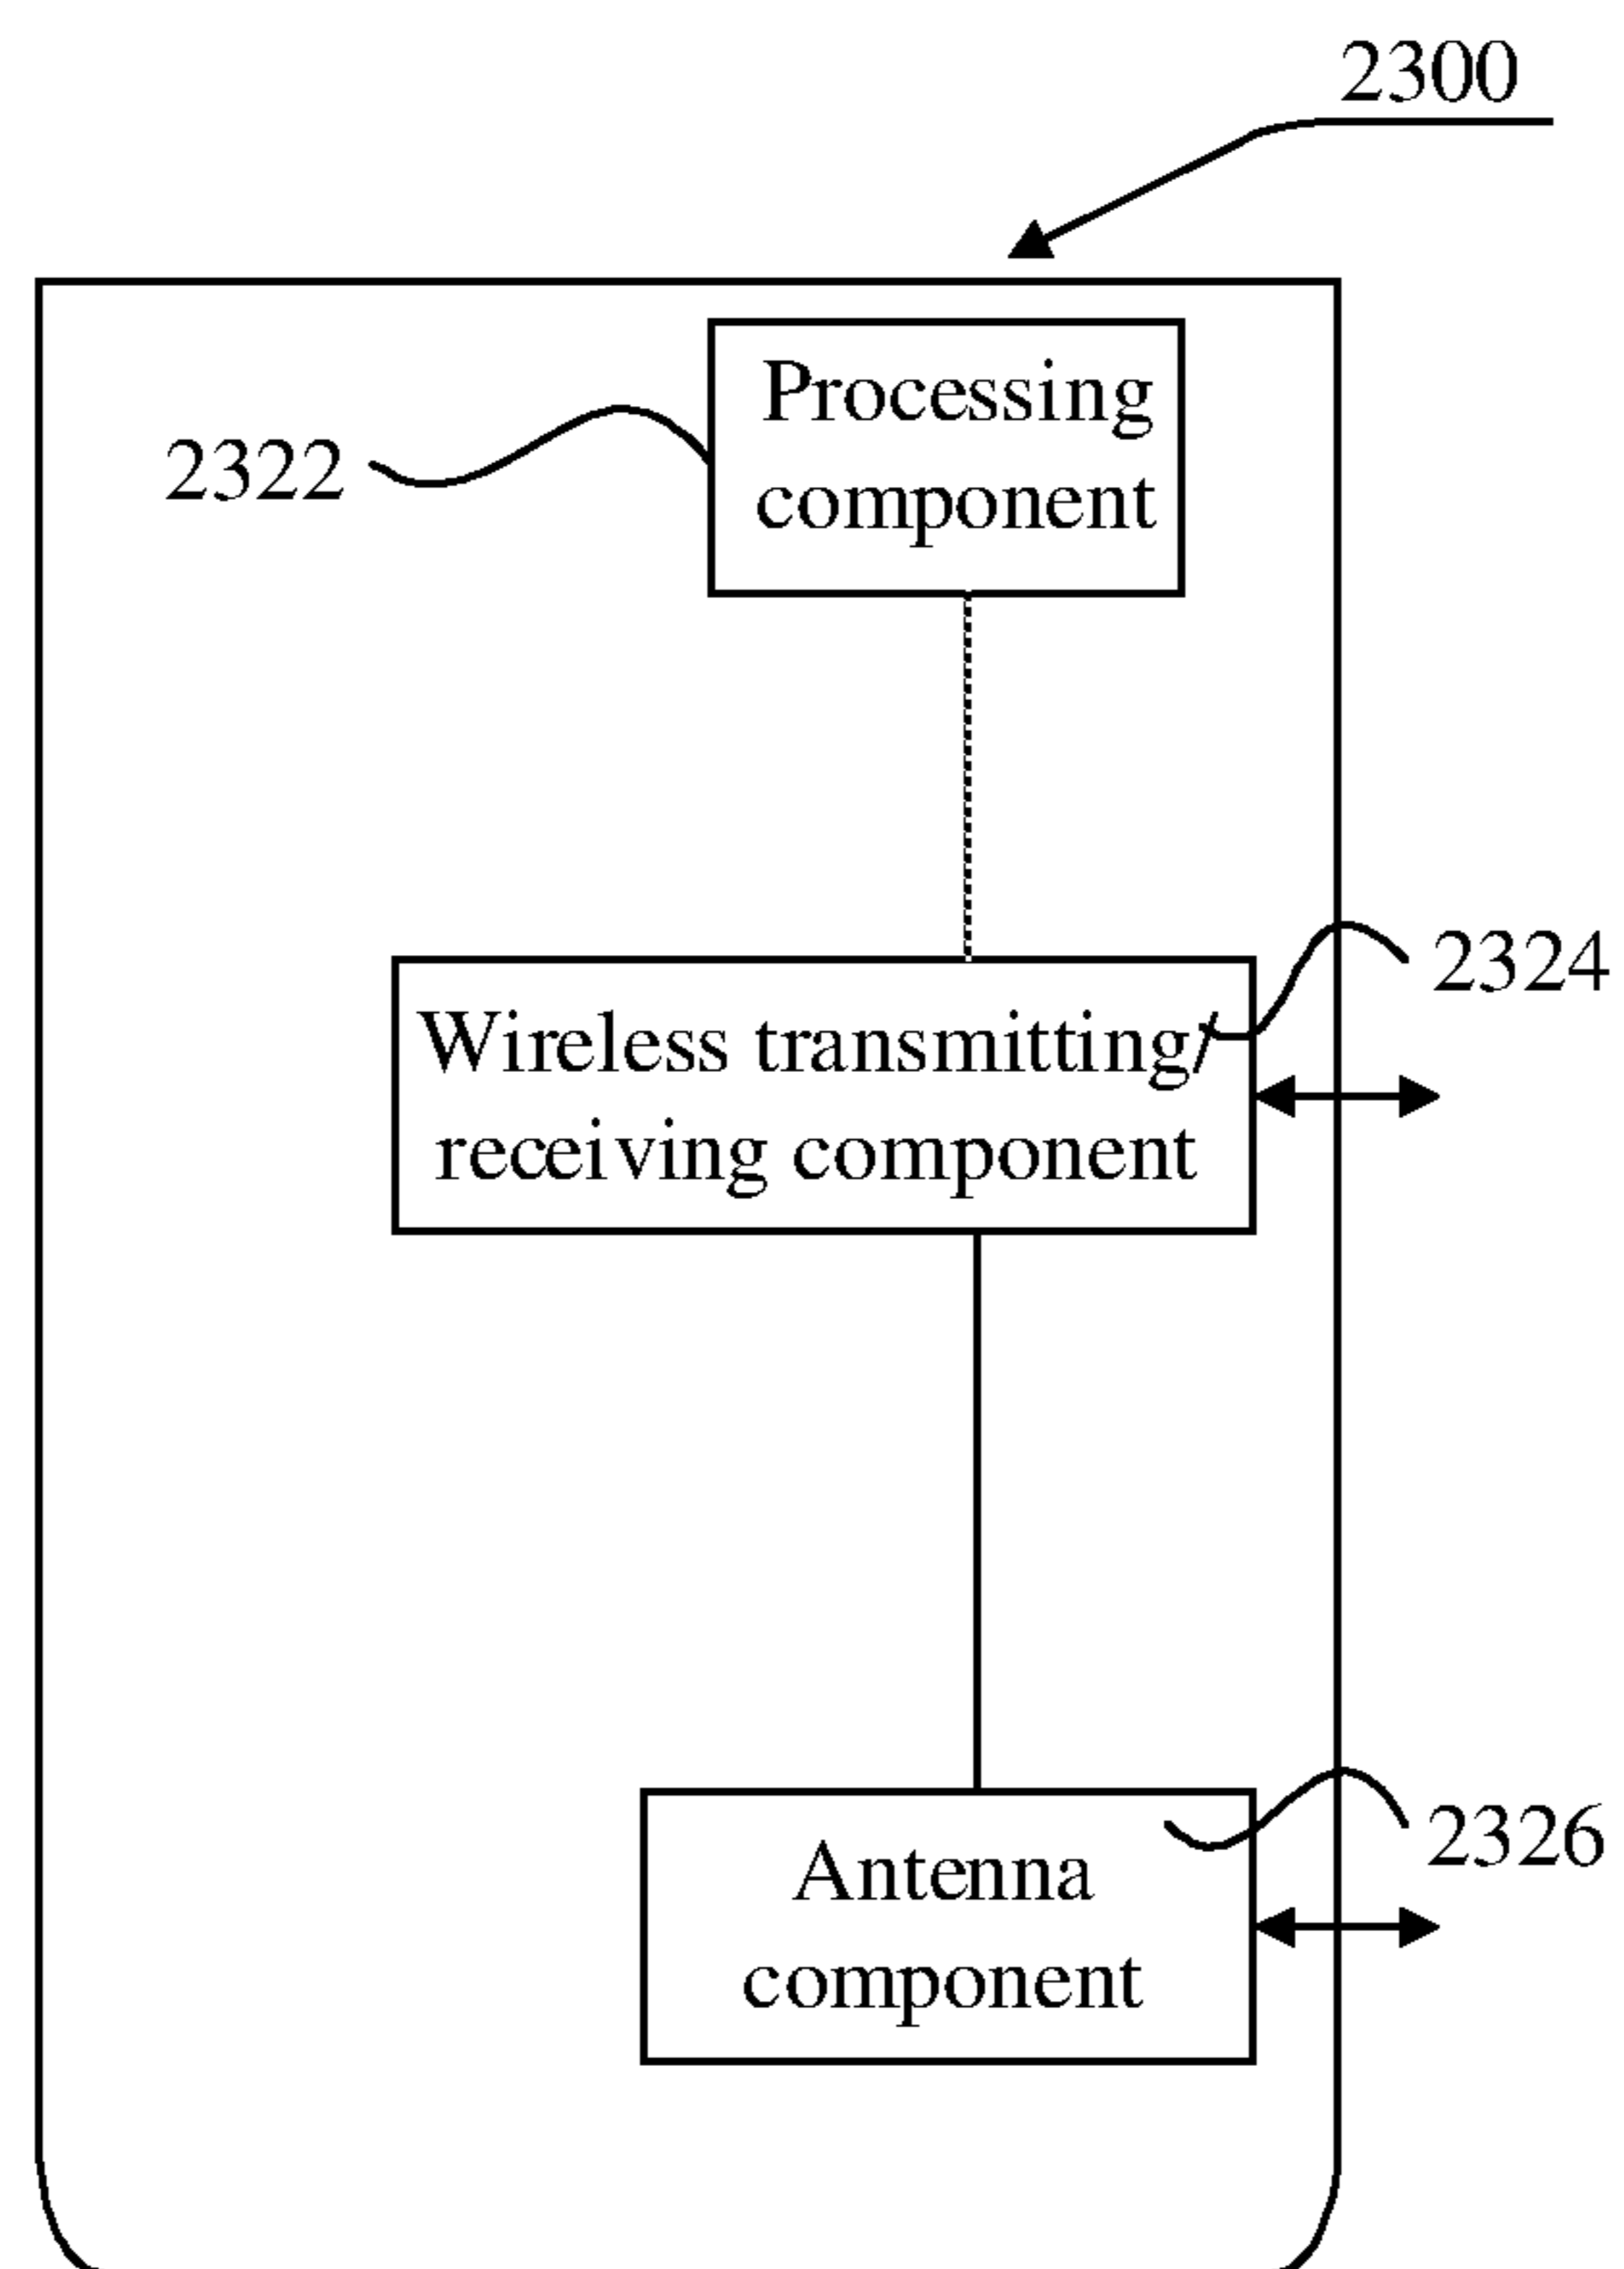 2300
Processing
component
2322
2324
Wireless transmitting/
receiving component
2326
Antenna
component